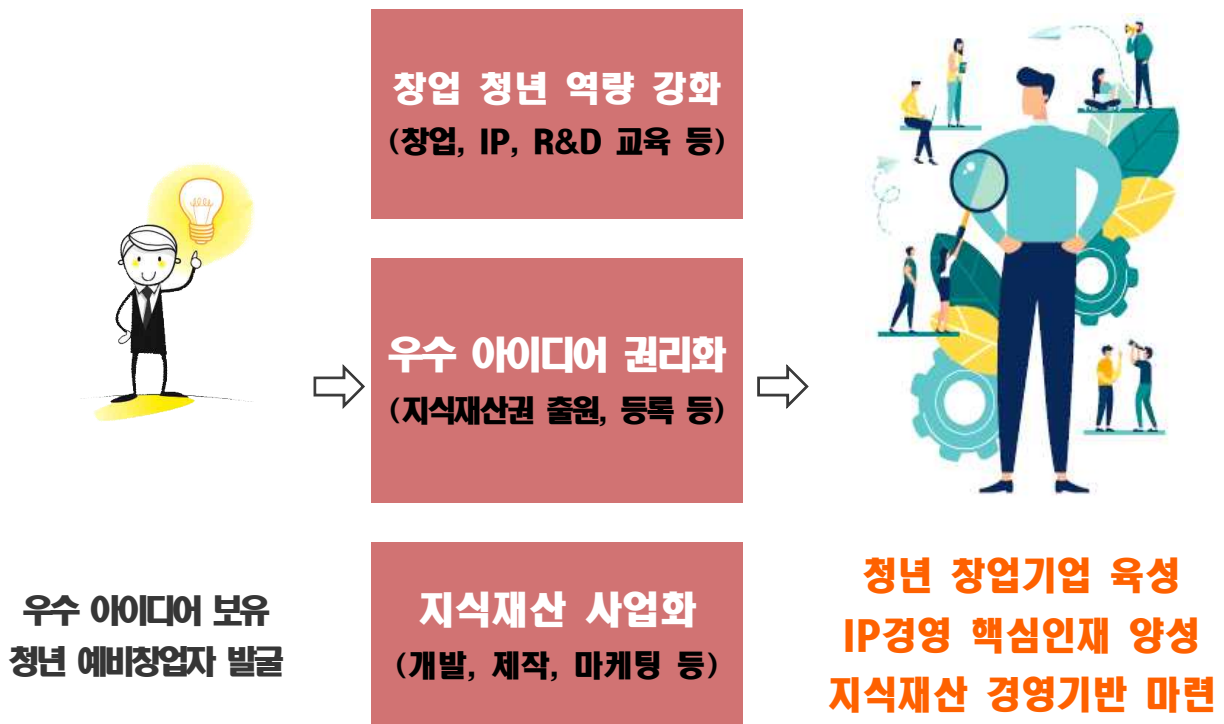 창업 청년 역량 강화
(창업, IP, R&D 교육 등)
우수 아이디어 권리화
(지식재산권 출원, 등록 등)
우수 아이디어 보유
청년 예비창업자 발굴
지식재산 사업화
(개발, 제작, 마케팅 등)
청년 창업기업 육성
IP경영 핵심인재 양성
지식재산 경영기반 마련